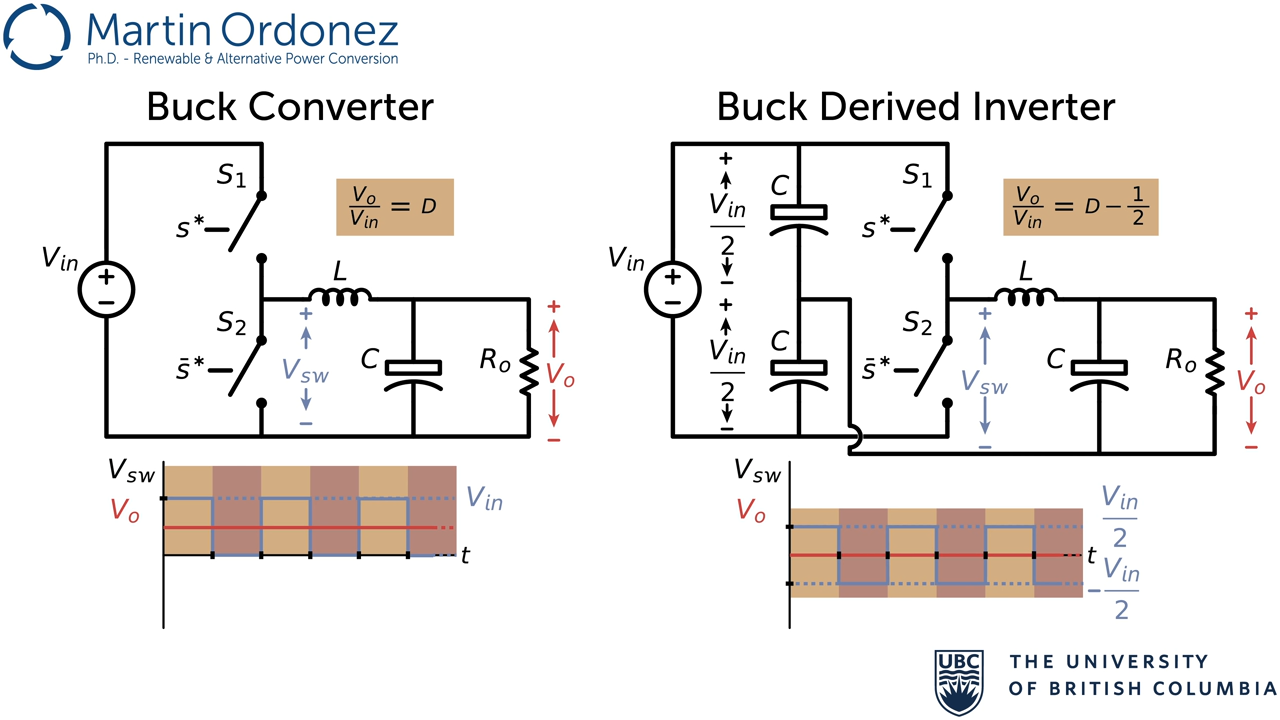 Martin Ordonez
Ph.D. - Renewable & Alternative Power Conversion
Buck Converter
S₁
Vo/Vin = D
s*
Vin
+
−
L
+
S₂
+
s̄*
Vsw
C
Ro
Vo
−
−
Vsw
Vo
Vin
t
Buck Derived Inverter
+
C
S₁
Vin/2
Vo/Vin = D − 1/2
s*
Vin
+
−
−
L
+
S₂
+
+
Vin/2
C
s̄*
Vsw
C
Ro
Vo
−
−
−
Vsw
Vo
Vin/2
t
−Vin/2
UBC
THE UNIVERSITY
OF BRITISH COLUMBIA